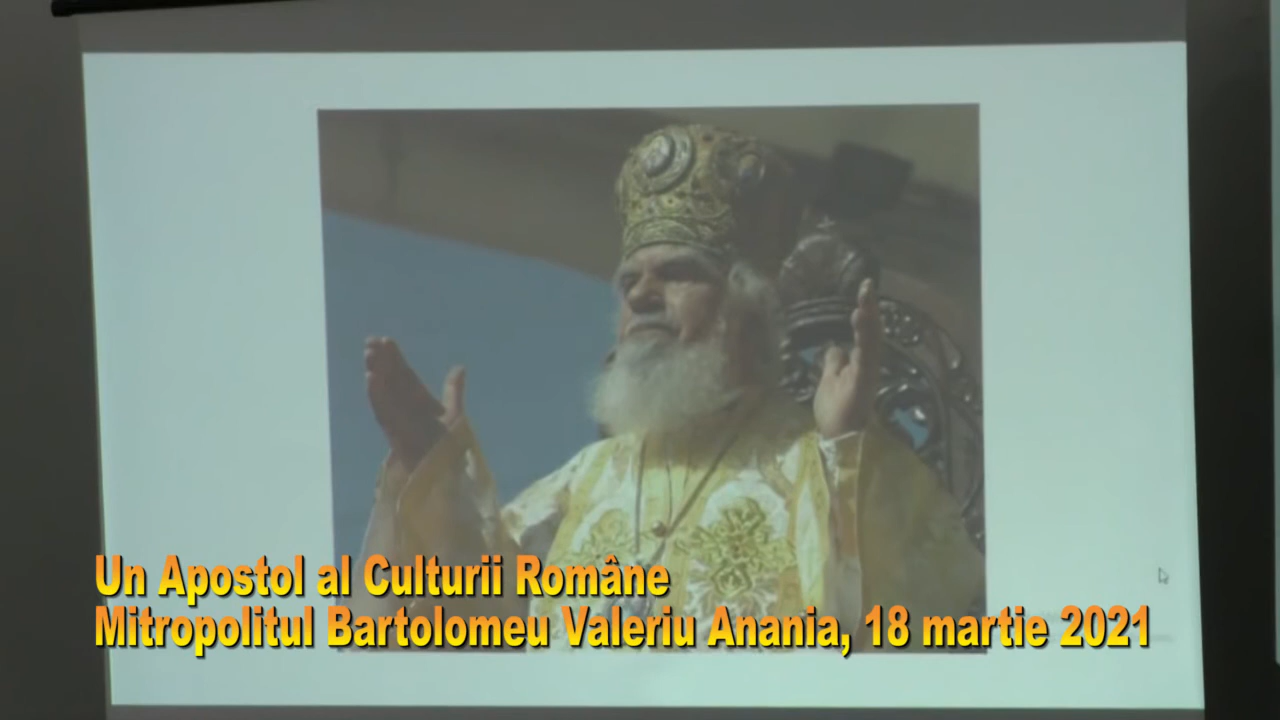 Un Apostol al Culturii Române
Mitropolitul Bartolomeu Valeriu Anania, 18 martie 2021